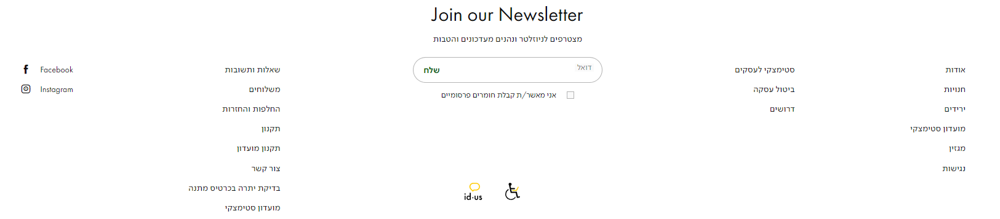 Join our Newsletter
מצטרפים לניוזלטר ונהנים מעדכונים והטבות
אודות
חנויות
ירידים
מועדון סטימצקי
מגזין
נגישות
סטימצקי לעסקים
ביטול עסקה
דרושים
דואל
שלח
אני מאשר/ת קבלת חומרים פרסומיים
id·us
שאלות ותשובות
משלוחים
החלפות והחזרות
תקנון
תקנון מועדון
צור קשר
בדיקת יתרה בכרטיס מתנה
מועדון סטימצקי
Facebook
Instagram